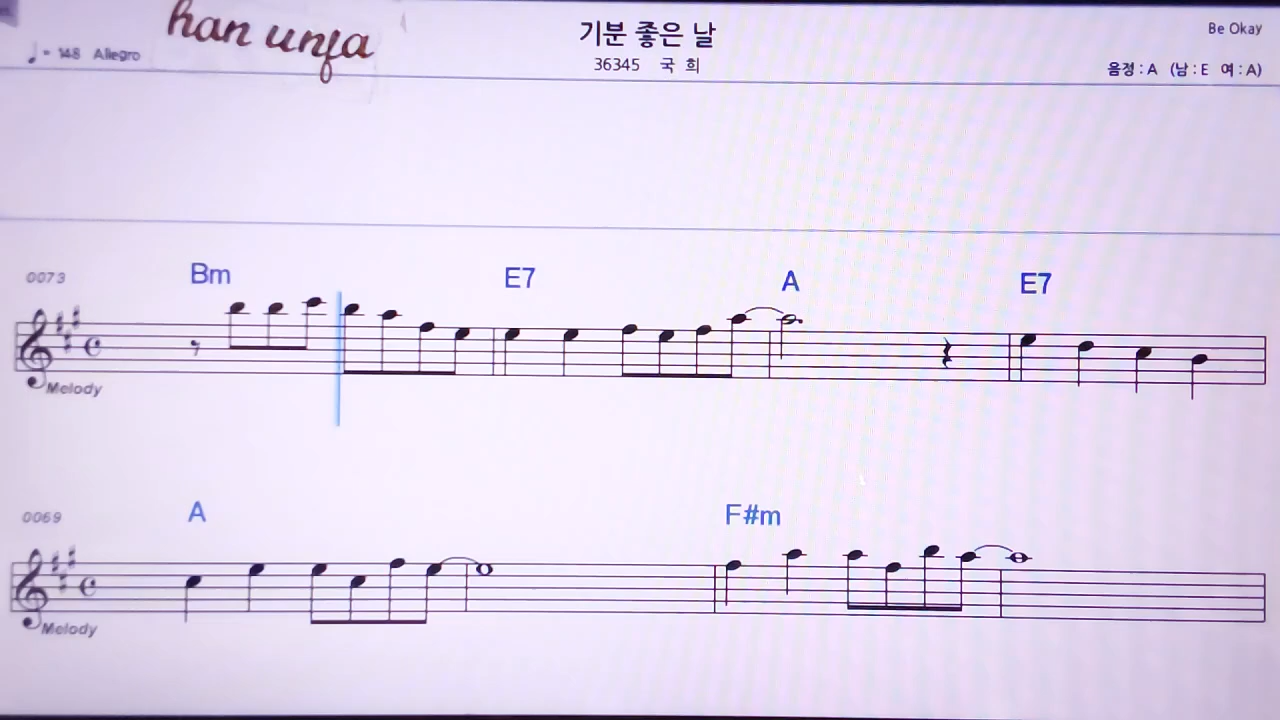 han unja
기분 좋은 날
Be Okay
♩= 148 Allegro
36345 국 희
음정 : A (남 : E 여 : A)
0073 Bm E7 A E7
Melody
0069 A F#m
Melody